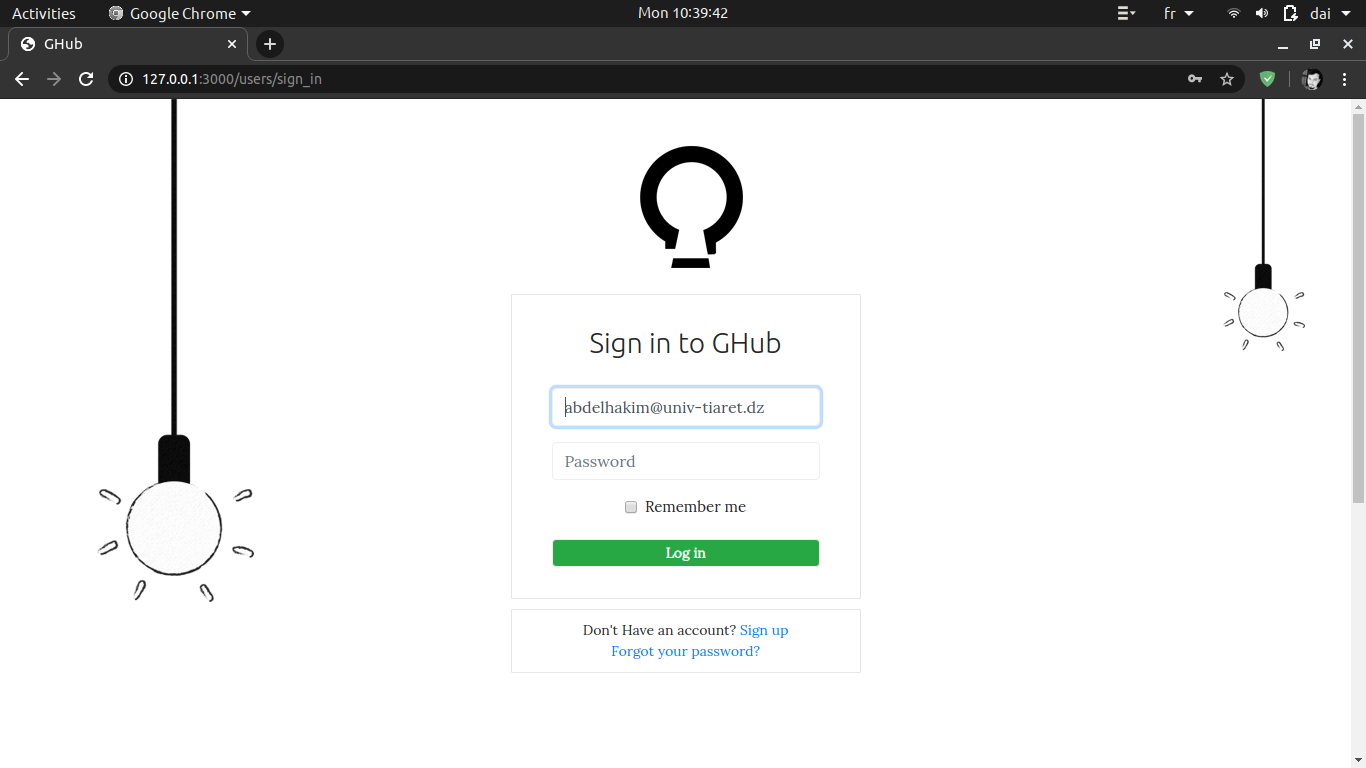 Activities Google Chrome Mon 10:39:42 fr dai
GHub
127.0.0.1:3000/users/sign_in
Sign in to GHub
abdelhakim@univ-tiaret.dz
Password
Remember me
Log in
Don't Have an account? Sign up
Forgot your password?